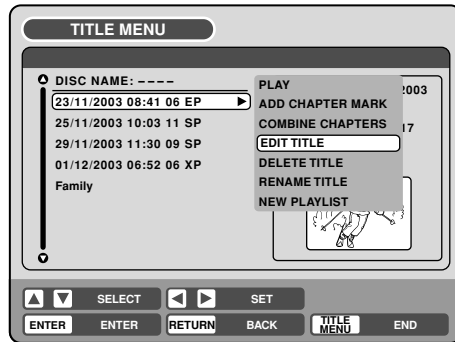 TITLE MENU
DISC NAME: – – – –
23/11/2003 08:41 06 EP
25/11/2003 10:03 11 SP
29/11/2003 11:30 09 SP
01/12/2003 06:52 06 XP
Family
PLAY
ADD CHAPTER MARK
COMBINE CHAPTERS
EDIT TITLE
DELETE TITLE
RENAME TITLE
NEW PLAYLIST
2003
17
SELECT SET
ENTER ENTER RETURN BACK TITLE MENU END